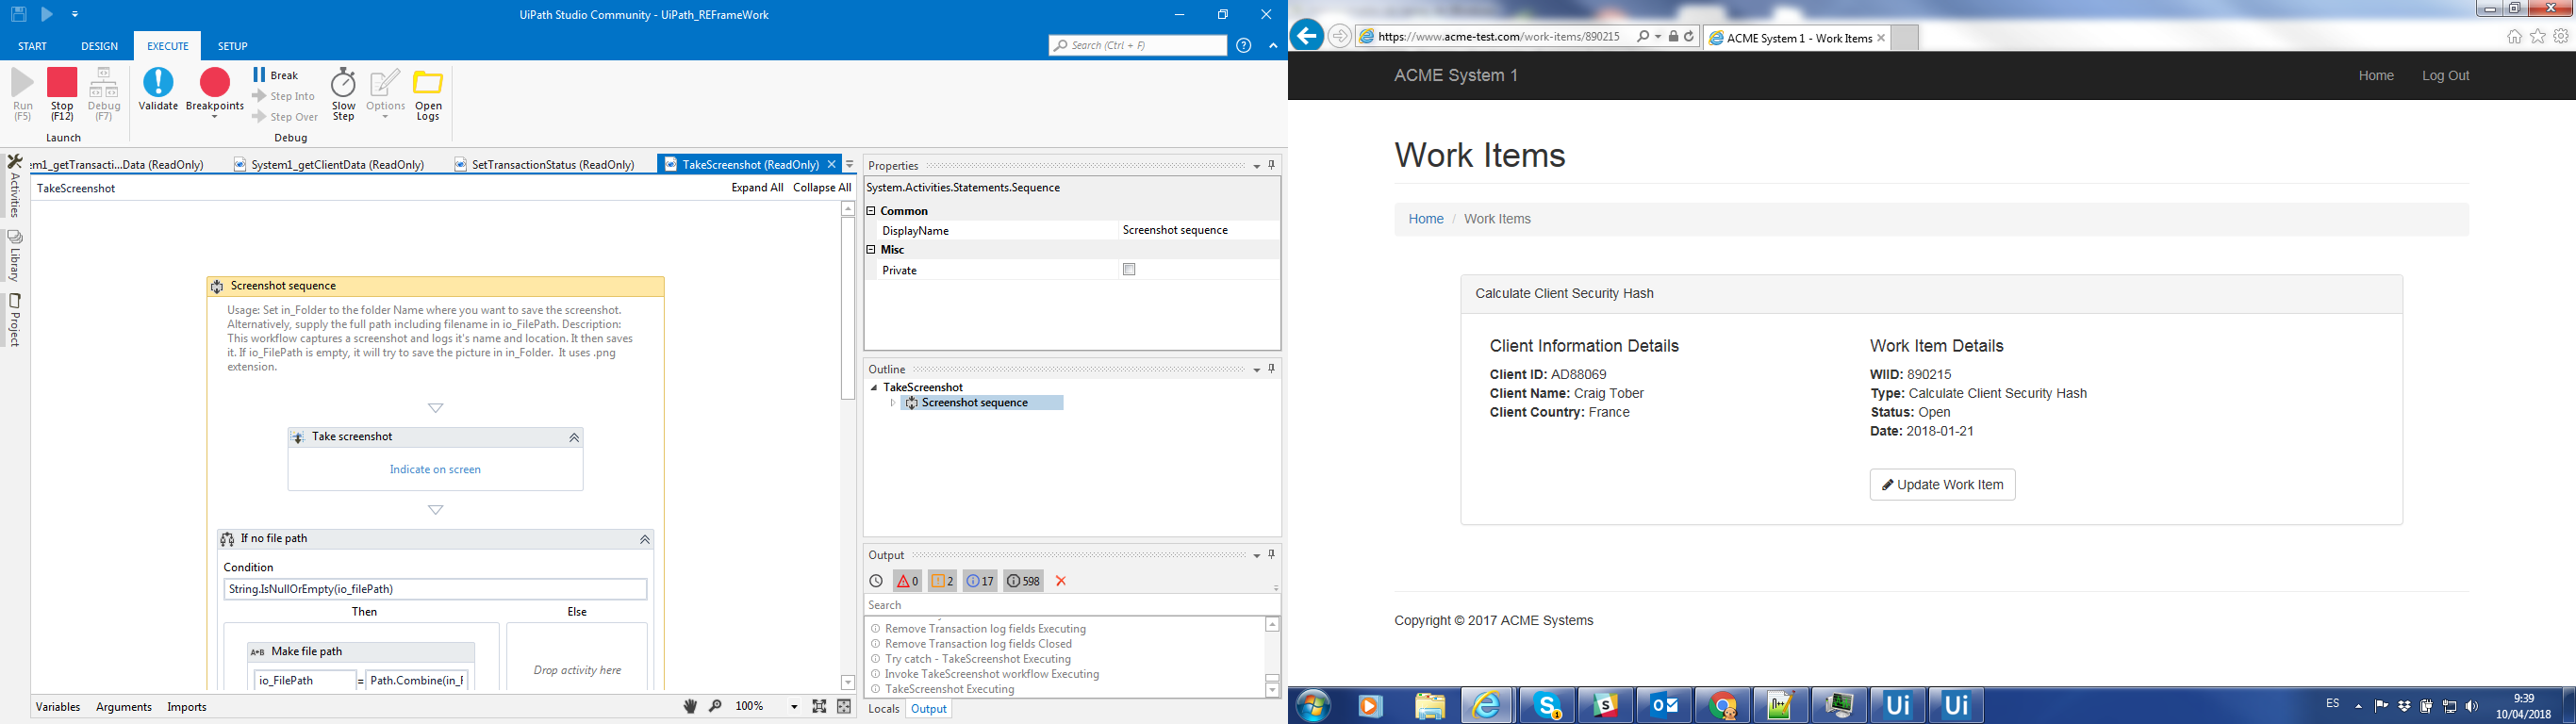 UiPath Studio Community - UiPath_REFrameWork
START DESIGN EXECUTE SETUP
Search (Ctrl + F)
Run (F5)
Stop (F12)
Debug (F7)
Launch
Validate
Breakpoints
Break
Step Into
Step Over
Slow Step
Options
Open Logs
Debug
em1_getTransacti...Data (ReadOnly) System1_getClientData (ReadOnly) SetTransactionStatus (ReadOnly) TakeScreenshot (ReadOnly)
Activities
Library
Project
TakeScreenshot
Expand All Collapse All
Screenshot sequence
Usage: Set in_Folder to the folder Name where you want to save the screenshot.
Alternatively, supply the full path including filename in io_FilePath. Description:
This workflow captures a screenshot and logs it's name and location. It then saves
it. If io_FilePath is empty, it will try to save the picture in in_Folder. It uses .png
extension.
Take screenshot
Indicate on screen
If no file path
Condition
String.IsNullOrEmpty(io_filePath)
Then Else
Make file path
io_FilePath = Path.Combine(in_F
Drop activity here
Variables Arguments Imports
100%
Properties
System.Activities.Statements.Sequence
Common
DisplayName Screenshot sequence
Misc
Private
Outline
TakeScreenshot
Screenshot sequence
Output
0 2 17 598
Search
Remove Transaction log fields Executing
Remove Transaction log fields Closed
Try catch - TakeScreenshot Executing
Invoke TakeScreenshot workflow Executing
TakeScreenshot Executing
Locals Output
https://www.acme-test.com/work-items/890215
ACME System 1 - Work Items
ACME System 1
Home Log Out
Work Items
Home / Work Items
Calculate Client Security Hash
Client Information Details
Client ID: AD88069
Client Name: Craig Tober
Client Country: France
Work Item Details
WIID: 890215
Type: Calculate Client Security Hash
Status: Open
Date: 2018-01-21
Update Work Item
Copyright © 2017 ACME Systems
ES
9:39
10/04/2018